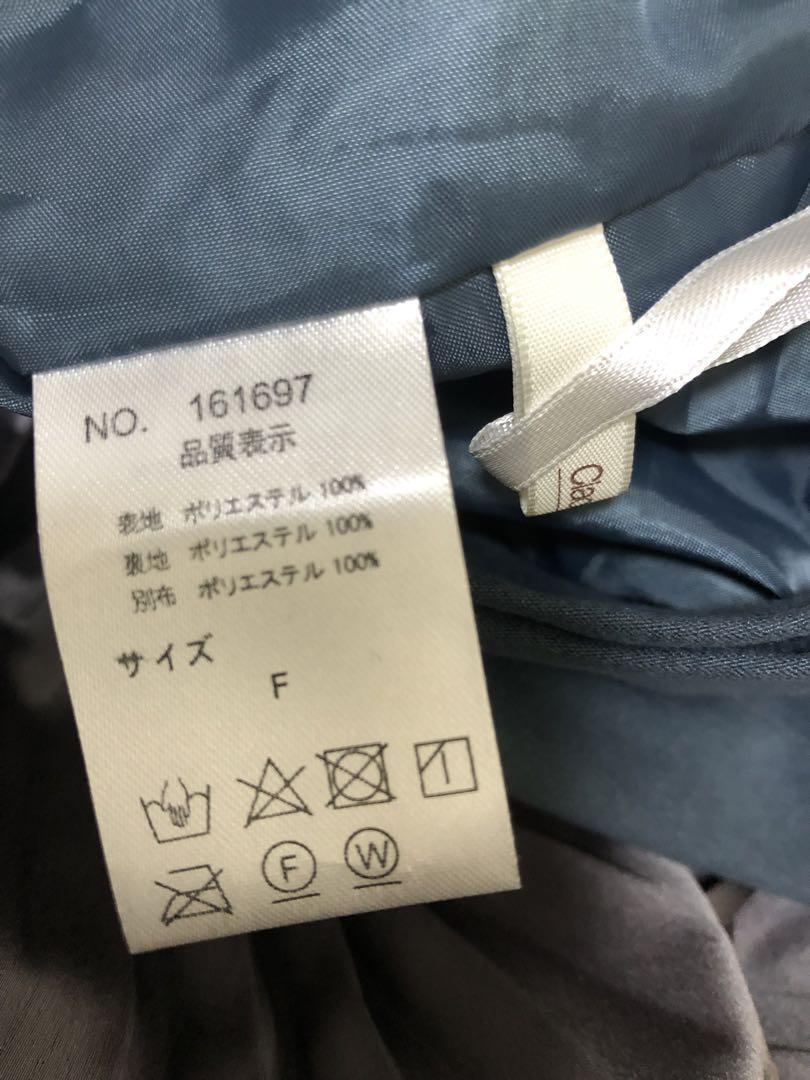 NO. 161697
品質表示
表地 ポリエステル 100%
裏地 ポリエステル 100%
別布 ポリエステル 100%
サイズ
F
F W